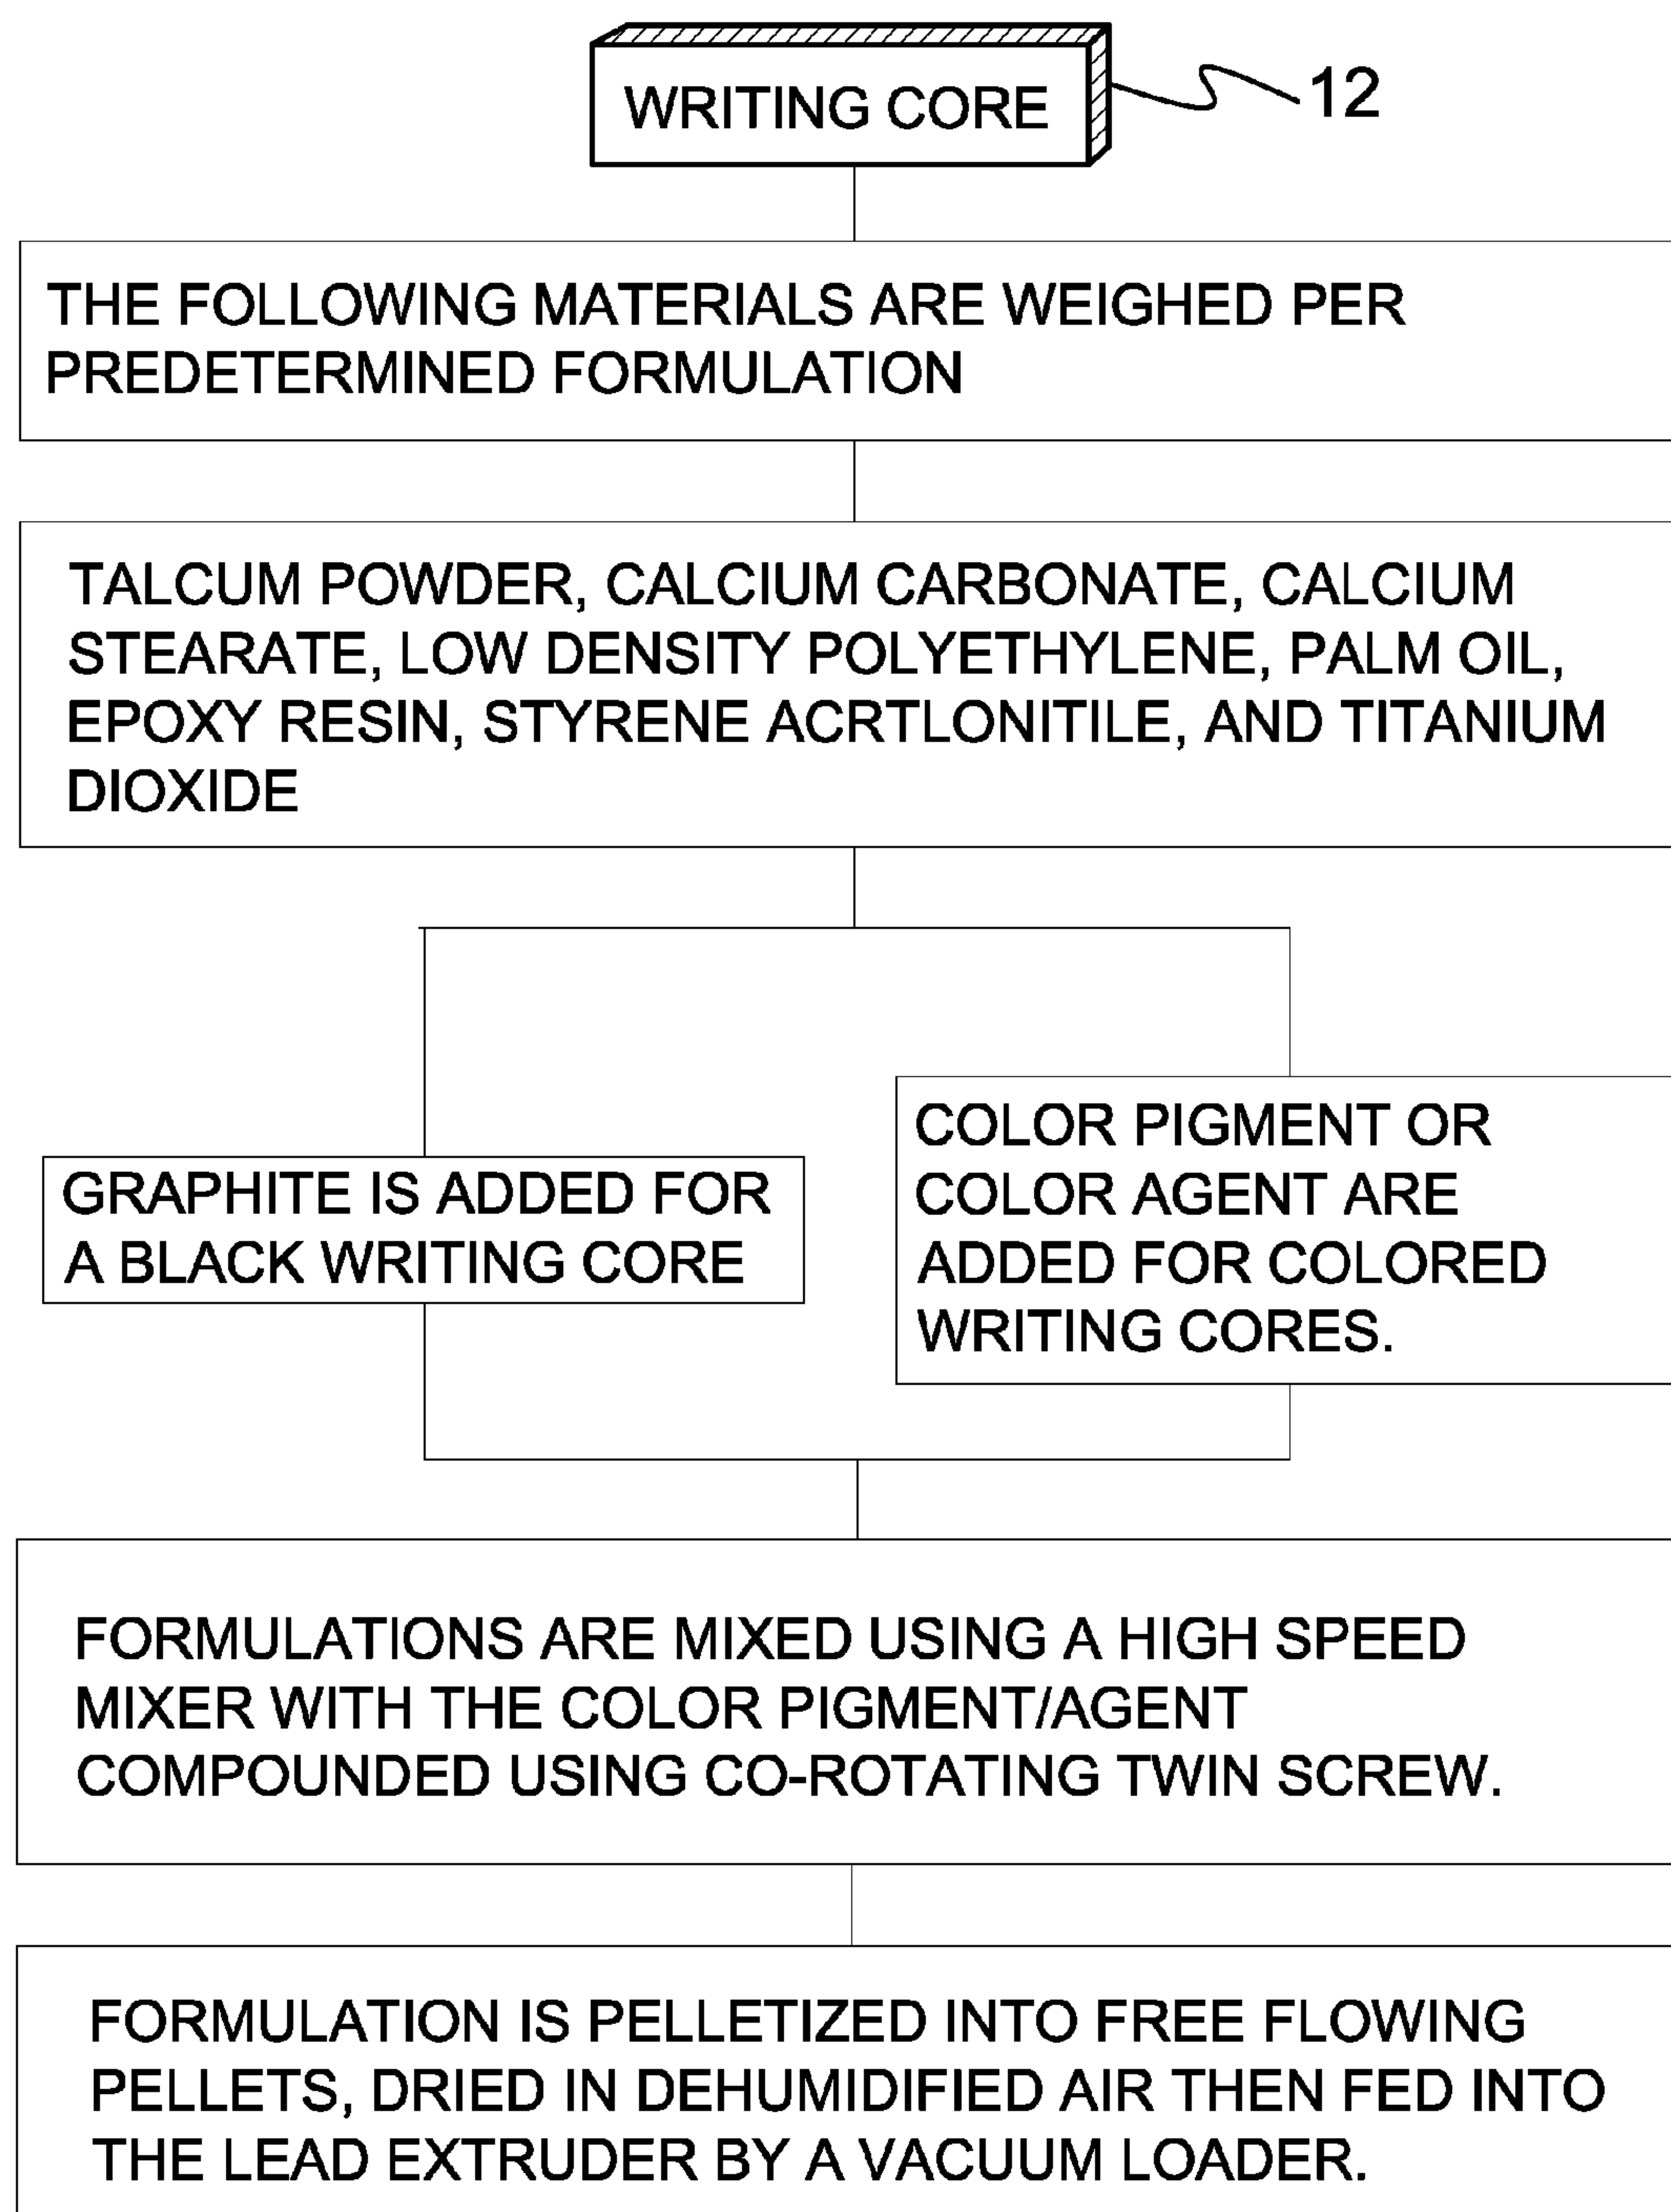 WRITING CORE
12
THE FOLLOWING MATERIALS ARE WEIGHED PER
PREDETERMINED FORMULATION
TALCUM POWDER, CALCIUM CARBONATE, CALCIUM
STEARATE, LOW DENSITY POLYETHYLENE, PALM OIL,
EPOXY RESIN, STYRENE ACRTLONITILE, AND TITANIUM
DIOXIDE
GRAPHITE IS ADDED FOR
A BLACK WRITING CORE
COLOR PIGMENT OR
COLOR AGENT ARE
ADDED FOR COLORED
WRITING CORES.
FORMULATIONS ARE MIXED USING A HIGH SPEED
MIXER WITH THE COLOR PIGMENT/AGENT
COMPOUNDED USING CO-ROTATING TWIN SCREW.
FORMULATION IS PELLETIZED INTO FREE FLOWING
PELLETS, DRIED IN DEHUMIDIFIED AIR THEN FED INTO
THE LEAD EXTRUDER BY A VACUUM LOADER.